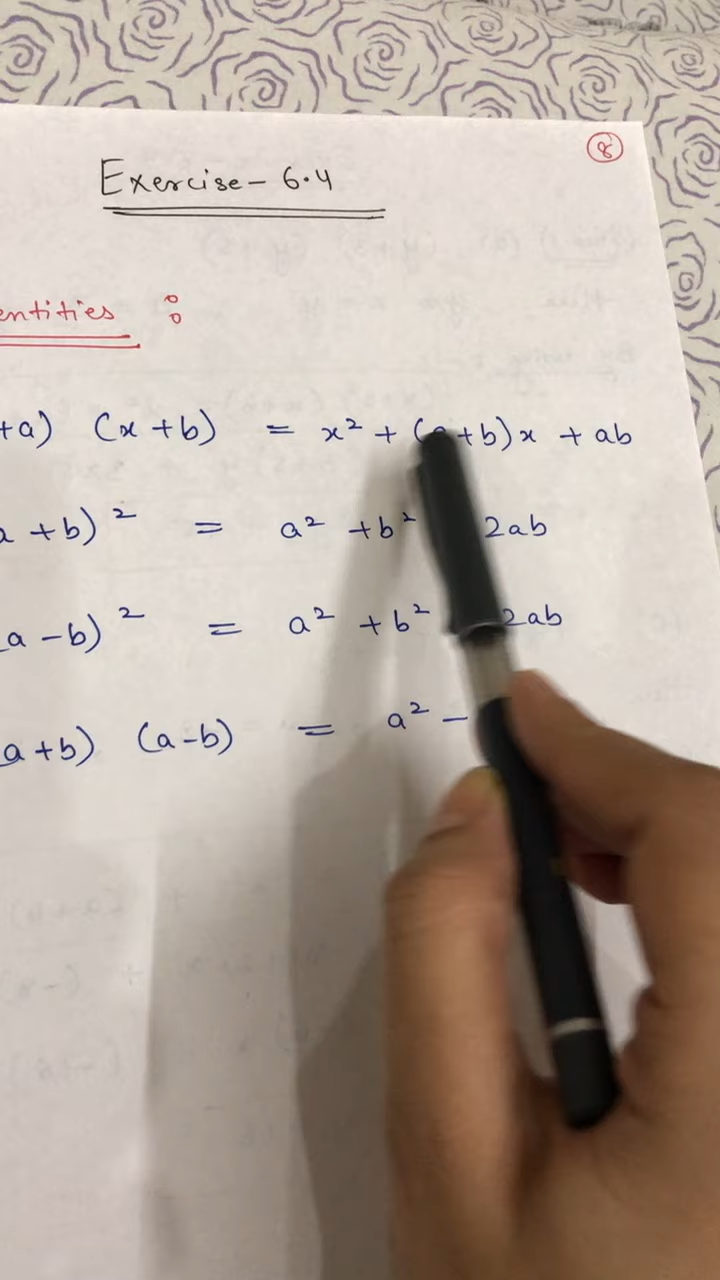 8
Exercise - 6.4
entities :
+a) (x+b) = x² + ( +b)x + ab
a +b)² = a² +b² 2ab
a -b)² = a² +b² 2ab
a+b) (a-b) = a² -